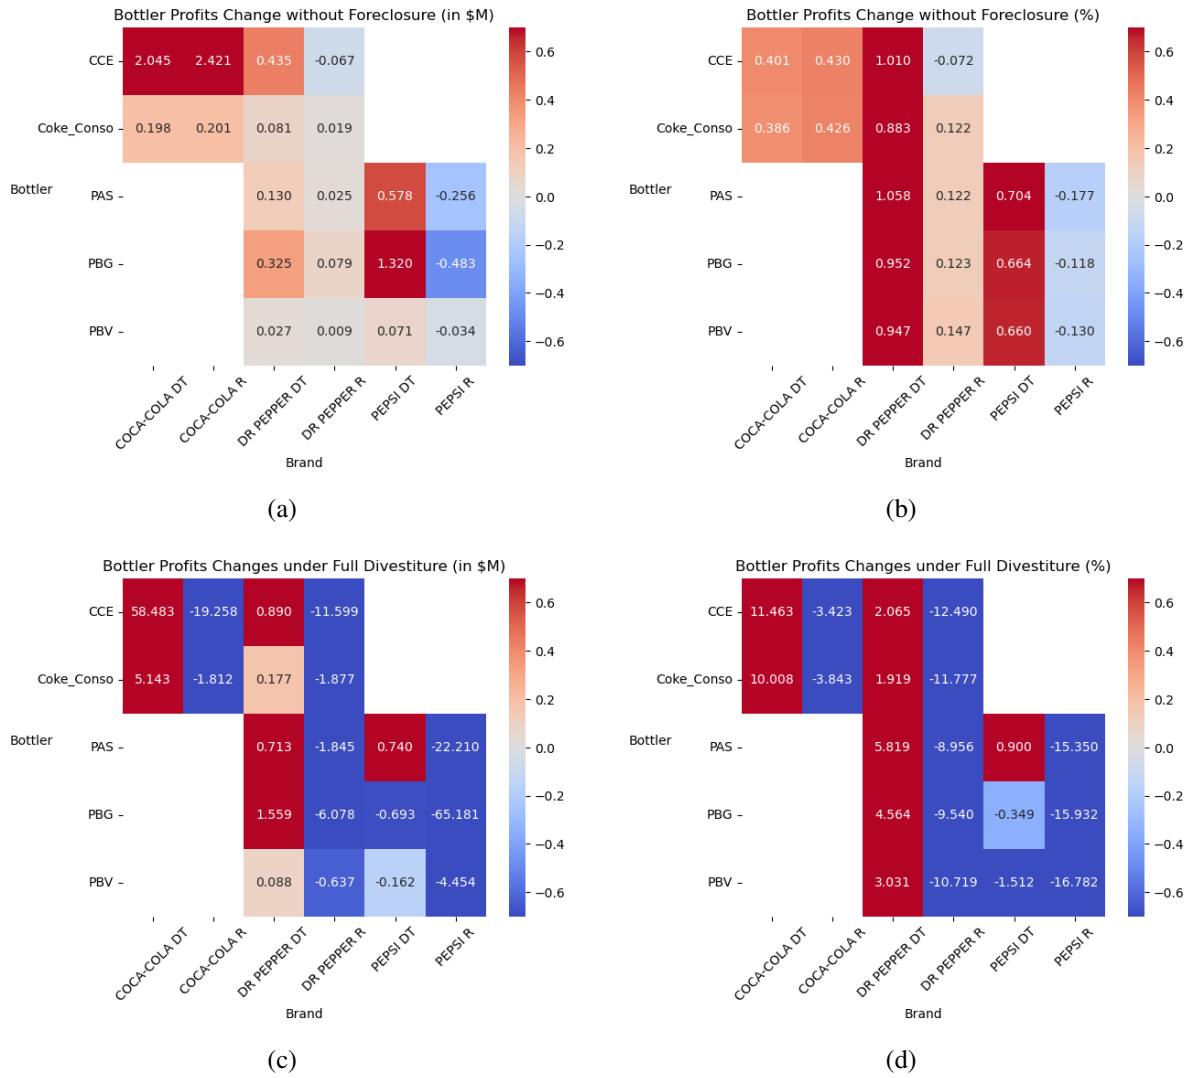 Bottler Profits Change without Foreclosure (in $M)
CCE
2.045 2.421 0.435 -0.067
Coke_Conso
0.198 0.201 0.081 0.019
Bottler
PAS
0.130 0.025 0.578 -0.256
PBG
0.325 0.079 1.320 -0.483
PBV
0.027 0.009 0.071 -0.034
COCA-COLA DT
COCA-COLA R
DR PEPPER DT
DR PEPPER R
PEPSI DT
PEPSI R
Brand
0.6
0.4
0.2
0.0
−0.2
−0.4
−0.6
(a)
Bottler Profits Change without Foreclosure (%)
CCE
0.401 0.430 1.010 -0.072
Coke_Conso
0.386 0.426 0.883 0.122
Bottler
PAS
1.058 0.122 0.704 -0.177
PBG
0.952 0.123 0.664 -0.118
PBV
0.947 0.147 0.660 -0.130
COCA-COLA DT
COCA-COLA R
DR PEPPER DT
DR PEPPER R
PEPSI DT
PEPSI R
Brand
0.6
0.4
0.2
0.0
−0.2
−0.4
−0.6
(b)
Bottler Profits Changes under Full Divestiture (in $M)
CCE
58.483 -19.258 0.890 -11.599
Coke_Conso
5.143 -1.812 0.177 -1.877
Bottler
PAS
0.713 -1.845 0.740 -22.210
PBG
1.559 -6.078 -0.693 -65.181
PBV
0.088 -0.637 -0.162 -4.454
COCA-COLA DT
COCA-COLA R
DR PEPPER DT
DR PEPPER R
PEPSI DT
PEPSI R
Brand
0.6
0.4
0.2
0.0
−0.2
−0.4
−0.6
(c)
Bottler Profits Changes under Full Divestiture (%)
CCE
11.463 -3.423 2.065 -12.490
Coke_Conso
10.008 -3.843 1.919 -11.777
Bottler
PAS
5.819 -8.956 0.900 -15.350
PBG
4.564 -9.540 -0.349 -15.932
PBV
3.031 -10.719 -1.512 -16.782
COCA-COLA DT
COCA-COLA R
DR PEPPER DT
DR PEPPER R
PEPSI DT
PEPSI R
Brand
0.6
0.4
0.2
0.0
−0.2
−0.4
−0.6
(d)